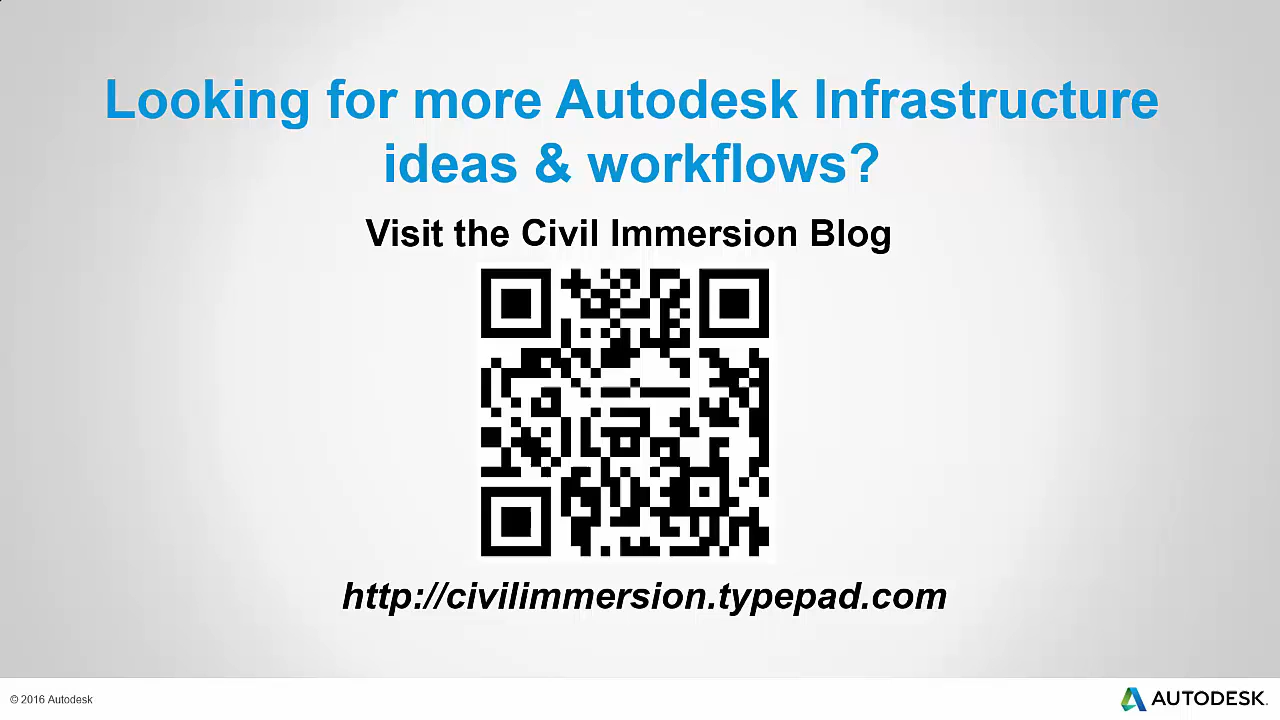 Looking for more Autodesk Infrastructure
ideas & workflows?
Visit the Civil Immersion Blog
http://civilimmersion.typepad.com
© 2016 Autodesk
AUTODESK.